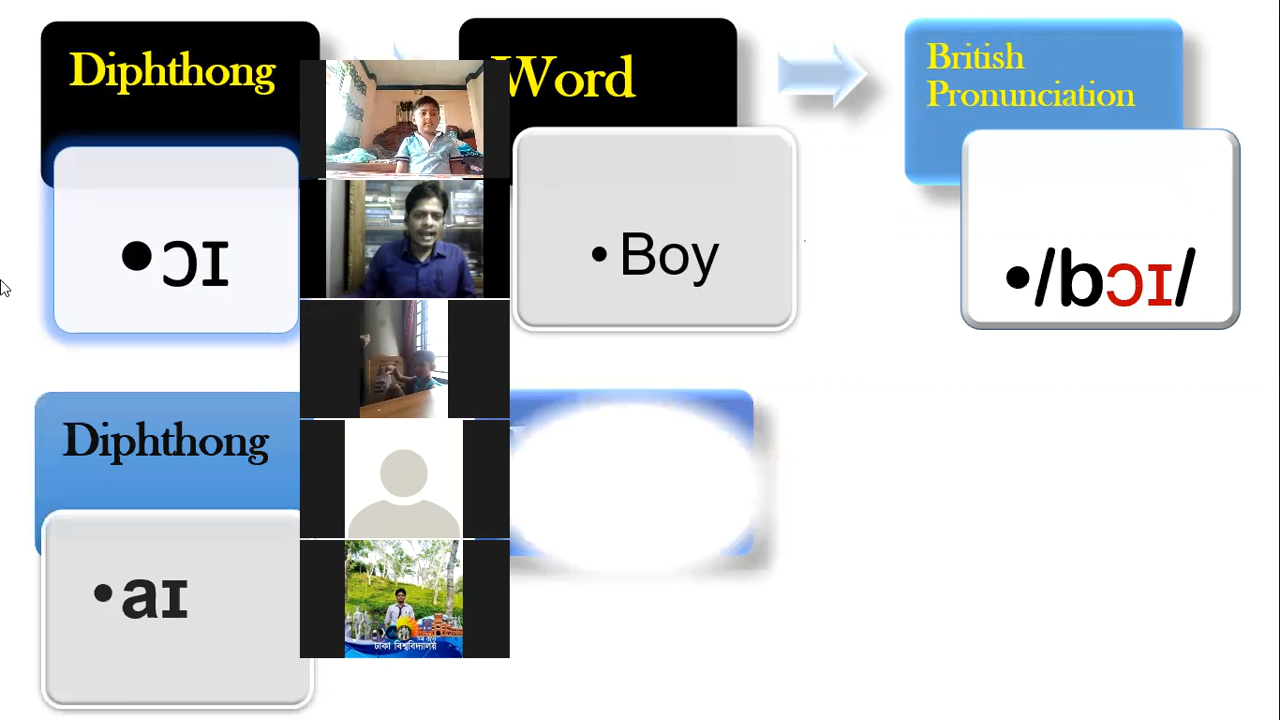 Diphthong
Word
British
Pronunciation
•ɔɪ
•Boy
•/bɔɪ/
Diphthong
•aɪ
ঢাকা বিশ্ববিদ্যালয়